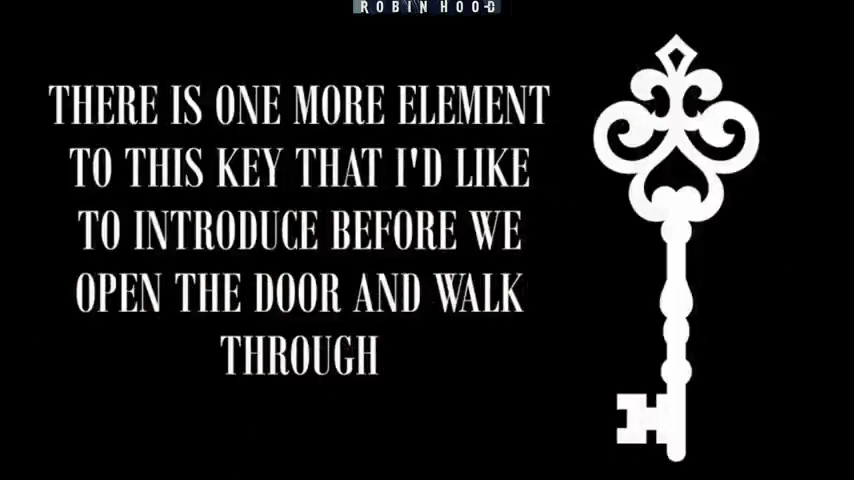 ROBIN HOOD
THERE IS ONE MORE ELEMENT
TO THIS KEY THAT I'D LIKE
TO INTRODUCE BEFORE WE
OPEN THE DOOR AND WALK
THROUGH